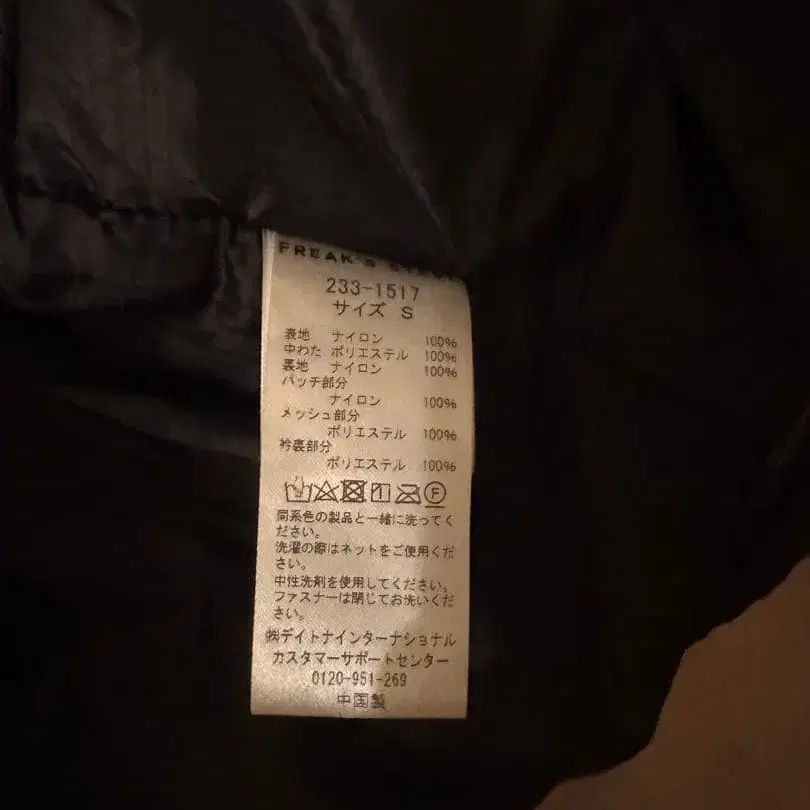 FREAK'S
233-1517
サイズ S
表地 ナイロン 100%
中わた ポリエステル 100%
裏地 ナイロン 100%
パッチ部分
ナイロン 100%
メッシュ部分
ポリエステル 100%
衿裏部分
ポリエステル 100%
F
同系色の製品と一緒に洗ってく
ださい。
洗濯の際はネットをご使用くだ
さい。
中性洗剤を使用してください。
ファスナーは閉じてお洗いくだ
さい。
㈱デイトナインターナショナル
カスタマーサポートセンター
0120-951-269
中国製